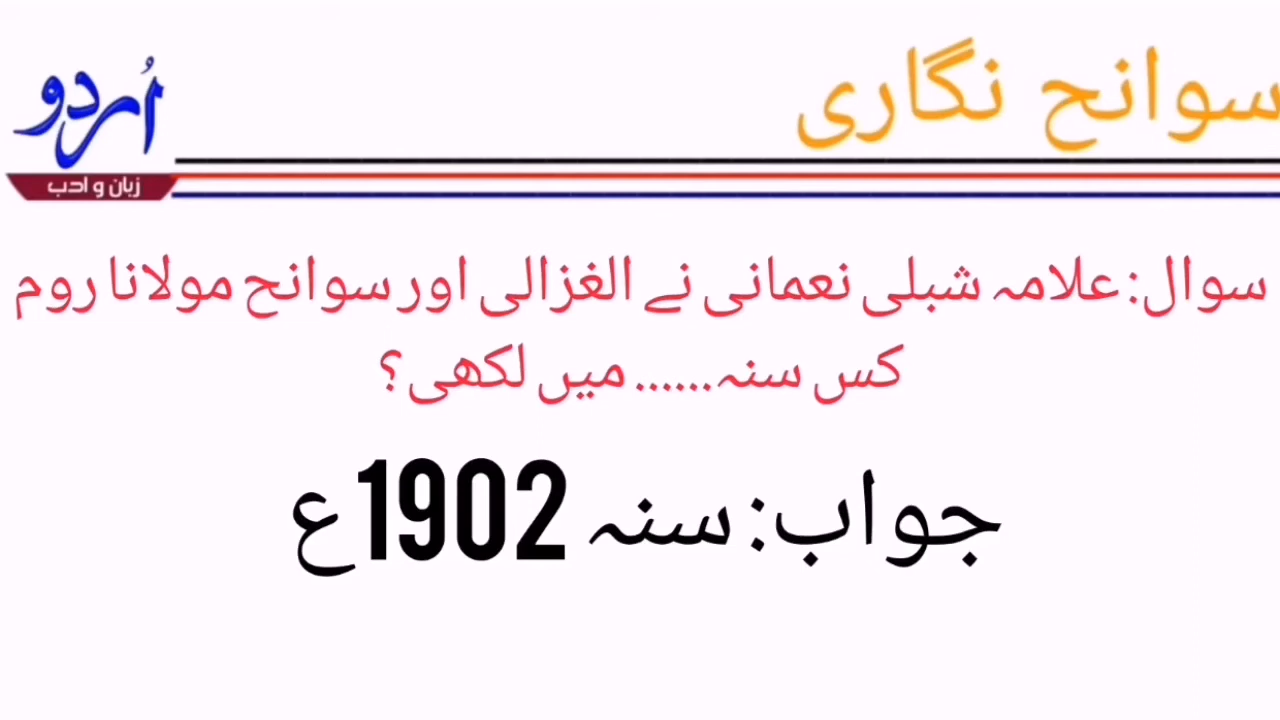 سوانح نگاری
اُردو
زبان و ادب
سوال: علامہ شبلی نعمانی نے الغزالی اور سوانح مولانا روم
کس سنہ...... میں لکھی؟
جواب: سنہ 1902ع